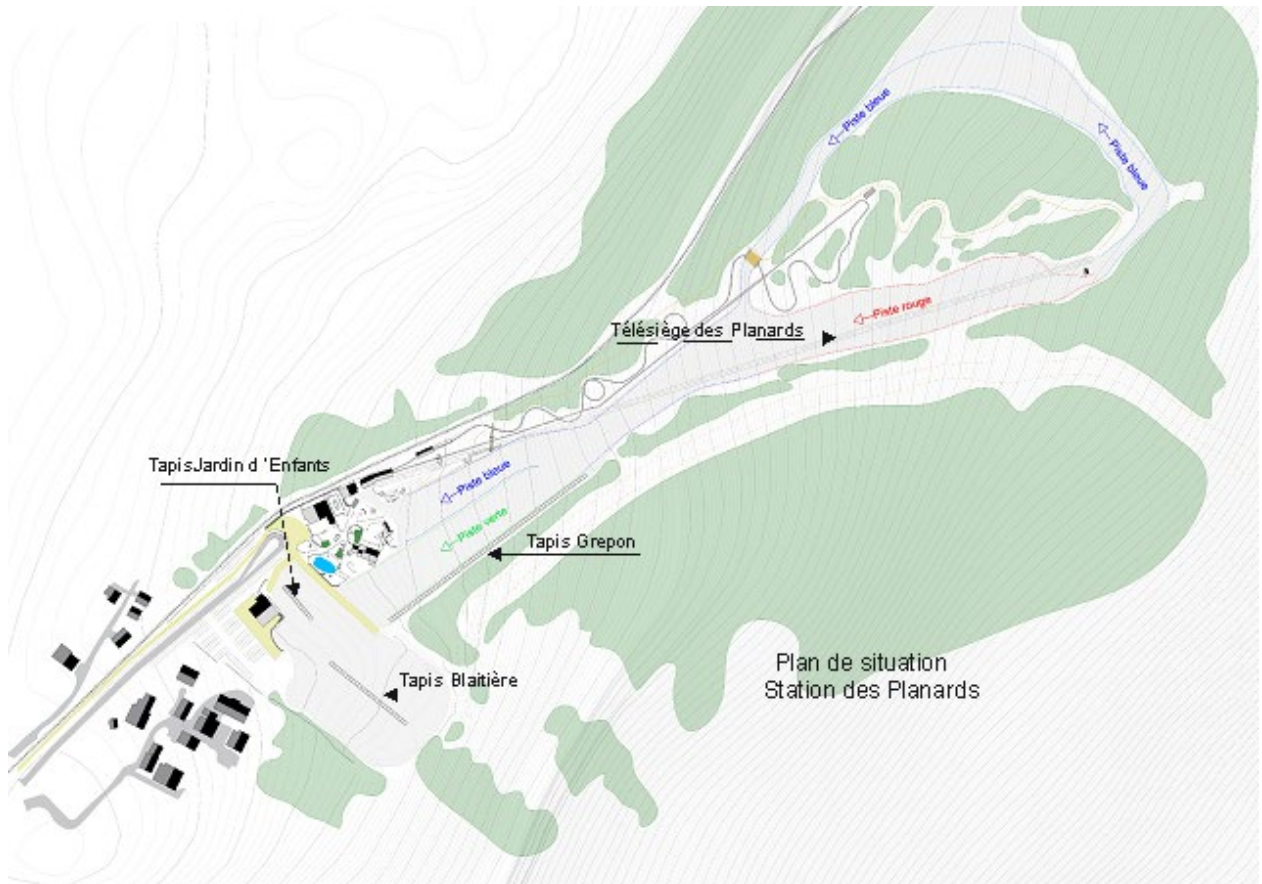 Piste bleue
Piste bleue
Piste rouge
Télésiège des Planards
TapisJardin d 'Enfants
Piste bleue
Piste verte
Tapis Grepon
Tapis Blaitière
Plan de situation
Station des Planards